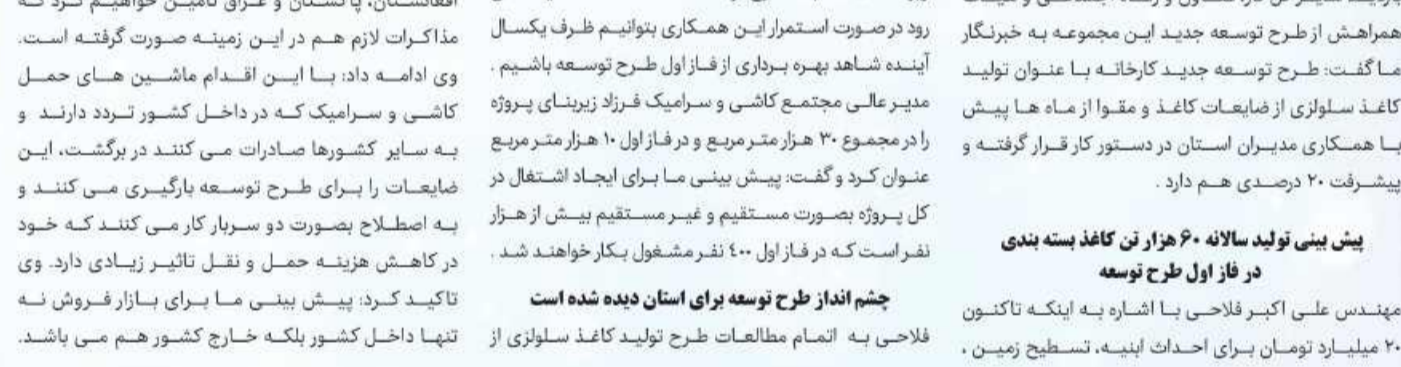 همراهش از طرح توسعه جدید این مجموعه به خبرنگار
ما گفت: طرح توسعه جدید کارخانه با عنوان تولید
کاغذ سلولزی از ضایعات کاغذ و مقوا از ماه ها پیش
با همکاری مدیران استان در دستور کار قرار گرفته و
پیشرفت ۲۰ درصدی هم دارد .
پیش بینی تولید سالانه ۶۰ هزار تن کاغذ بسته بندی
در فاز اول طرح توسعه
مهندس علی اکبر فلاحی با اشاره به اینکه تاکنون
۲۰ میلیارد تومان برای احداث ابنیه، تسطیح زمین ،
رود در صورت استمرار این همکاری بتوانیم ظرف یکسال
آینده شاهد بهره برداری از فاز اول طرح توسعه باشیم .
مدیر عالی مجتمع کاشی و سرامیک فرزاد زیربنای پروژه
را در مجموع ۳۰ هزار متر مربع و در فاز اول ۱۰ هزار متر مربع
عنوان کرد و گفت: پیش بینی ما برای ایجاد اشتغال در
کل پروژه بصورت مستقیم و غیر مستقیم بیش از هزار
نفر است که در فاز اول ٤٠٠ نفر مشغول بکار خواهند شد .
چشم انداز طرح توسعه برای استان دیده شده است
فلاحی به اتمام مطالعات طرح تولید کاغذ سلولزی از
افغانستان، پاکستان و عراق تامین خواهیم کرد که
مذاکرات لازم هم در این زمینه صورت گرفته است.
وی ادامه داد: با این اقدام ماشین های حمل
کاشی و سرامیک که در داخل کشور تردد دارند و
به سایر کشورها صادرات می کنند در برگشت، این
ضایعات را برای طرح توسعه بارگیری می کنند و
به اصطلاح بصورت دو سربار کار می کنند که خود
در کاهش هزینه حمل و نقل تاثیر زیادی دارد. وی
تاکید کرد: پیش بینی ما برای بازار فروش نه
تنها داخل کشور بلکه خارج کشور هم می باشد.